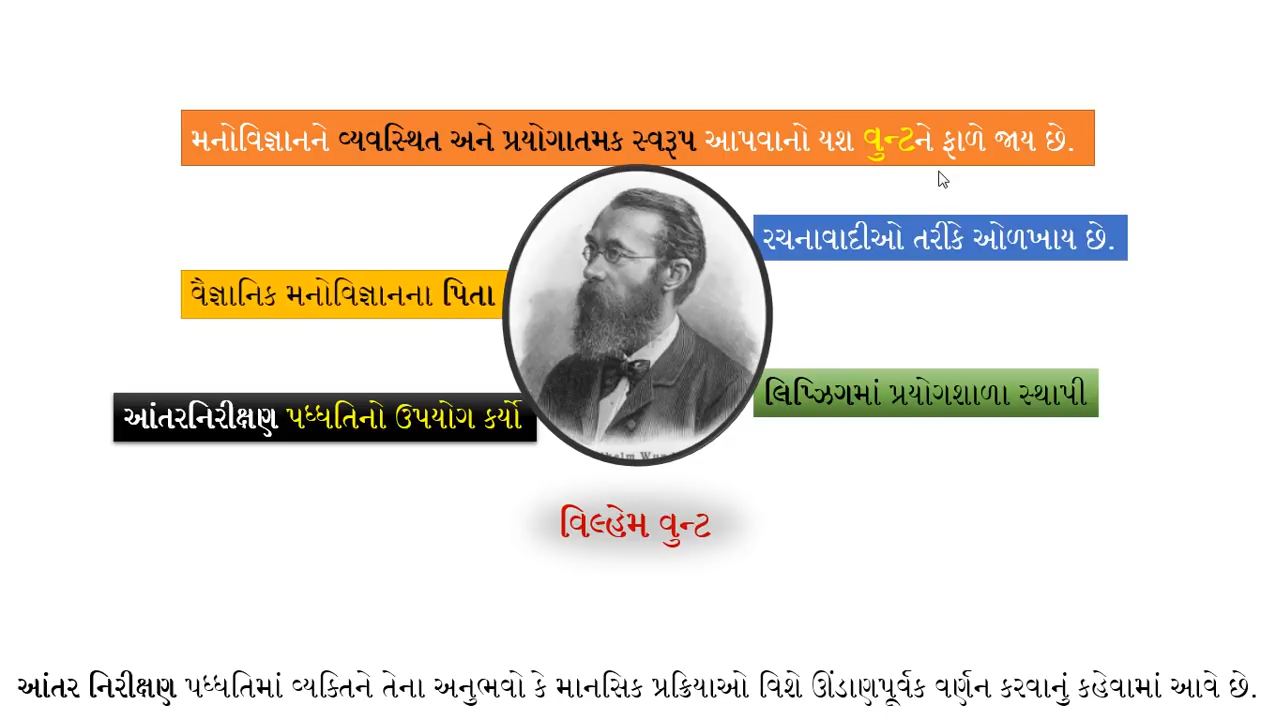 મનોવિજ્ઞાનને વ્યવસ્થિત અને પ્રયોગાતમક સ્વરૂપ આપવાનો યશ વુન્ટને ફાળે જાય છે.
રચનાવાદીઓ તરીકે ઓળખાય છે.
વૈજ્ઞાનિક મનોવિજ્ઞાનના પિતા
લિપ્ઝિગમાં પ્રયોગશાળા સ્થાપી
આંતરનિરીક્ષણ પધ્ધતિનો ઉપયોગ કર્યો
વિલ્હેમ વુન્ટ
આંતર નિરીક્ષણ પધ્ધતિમાં વ્યક્તિને તેના અનુભવો કે માનસિક પ્રક્રિયાઓ વિશે ઊંડાણપૂર્વક વર્ણન કરવાનું કહેવામાં આવે છે.